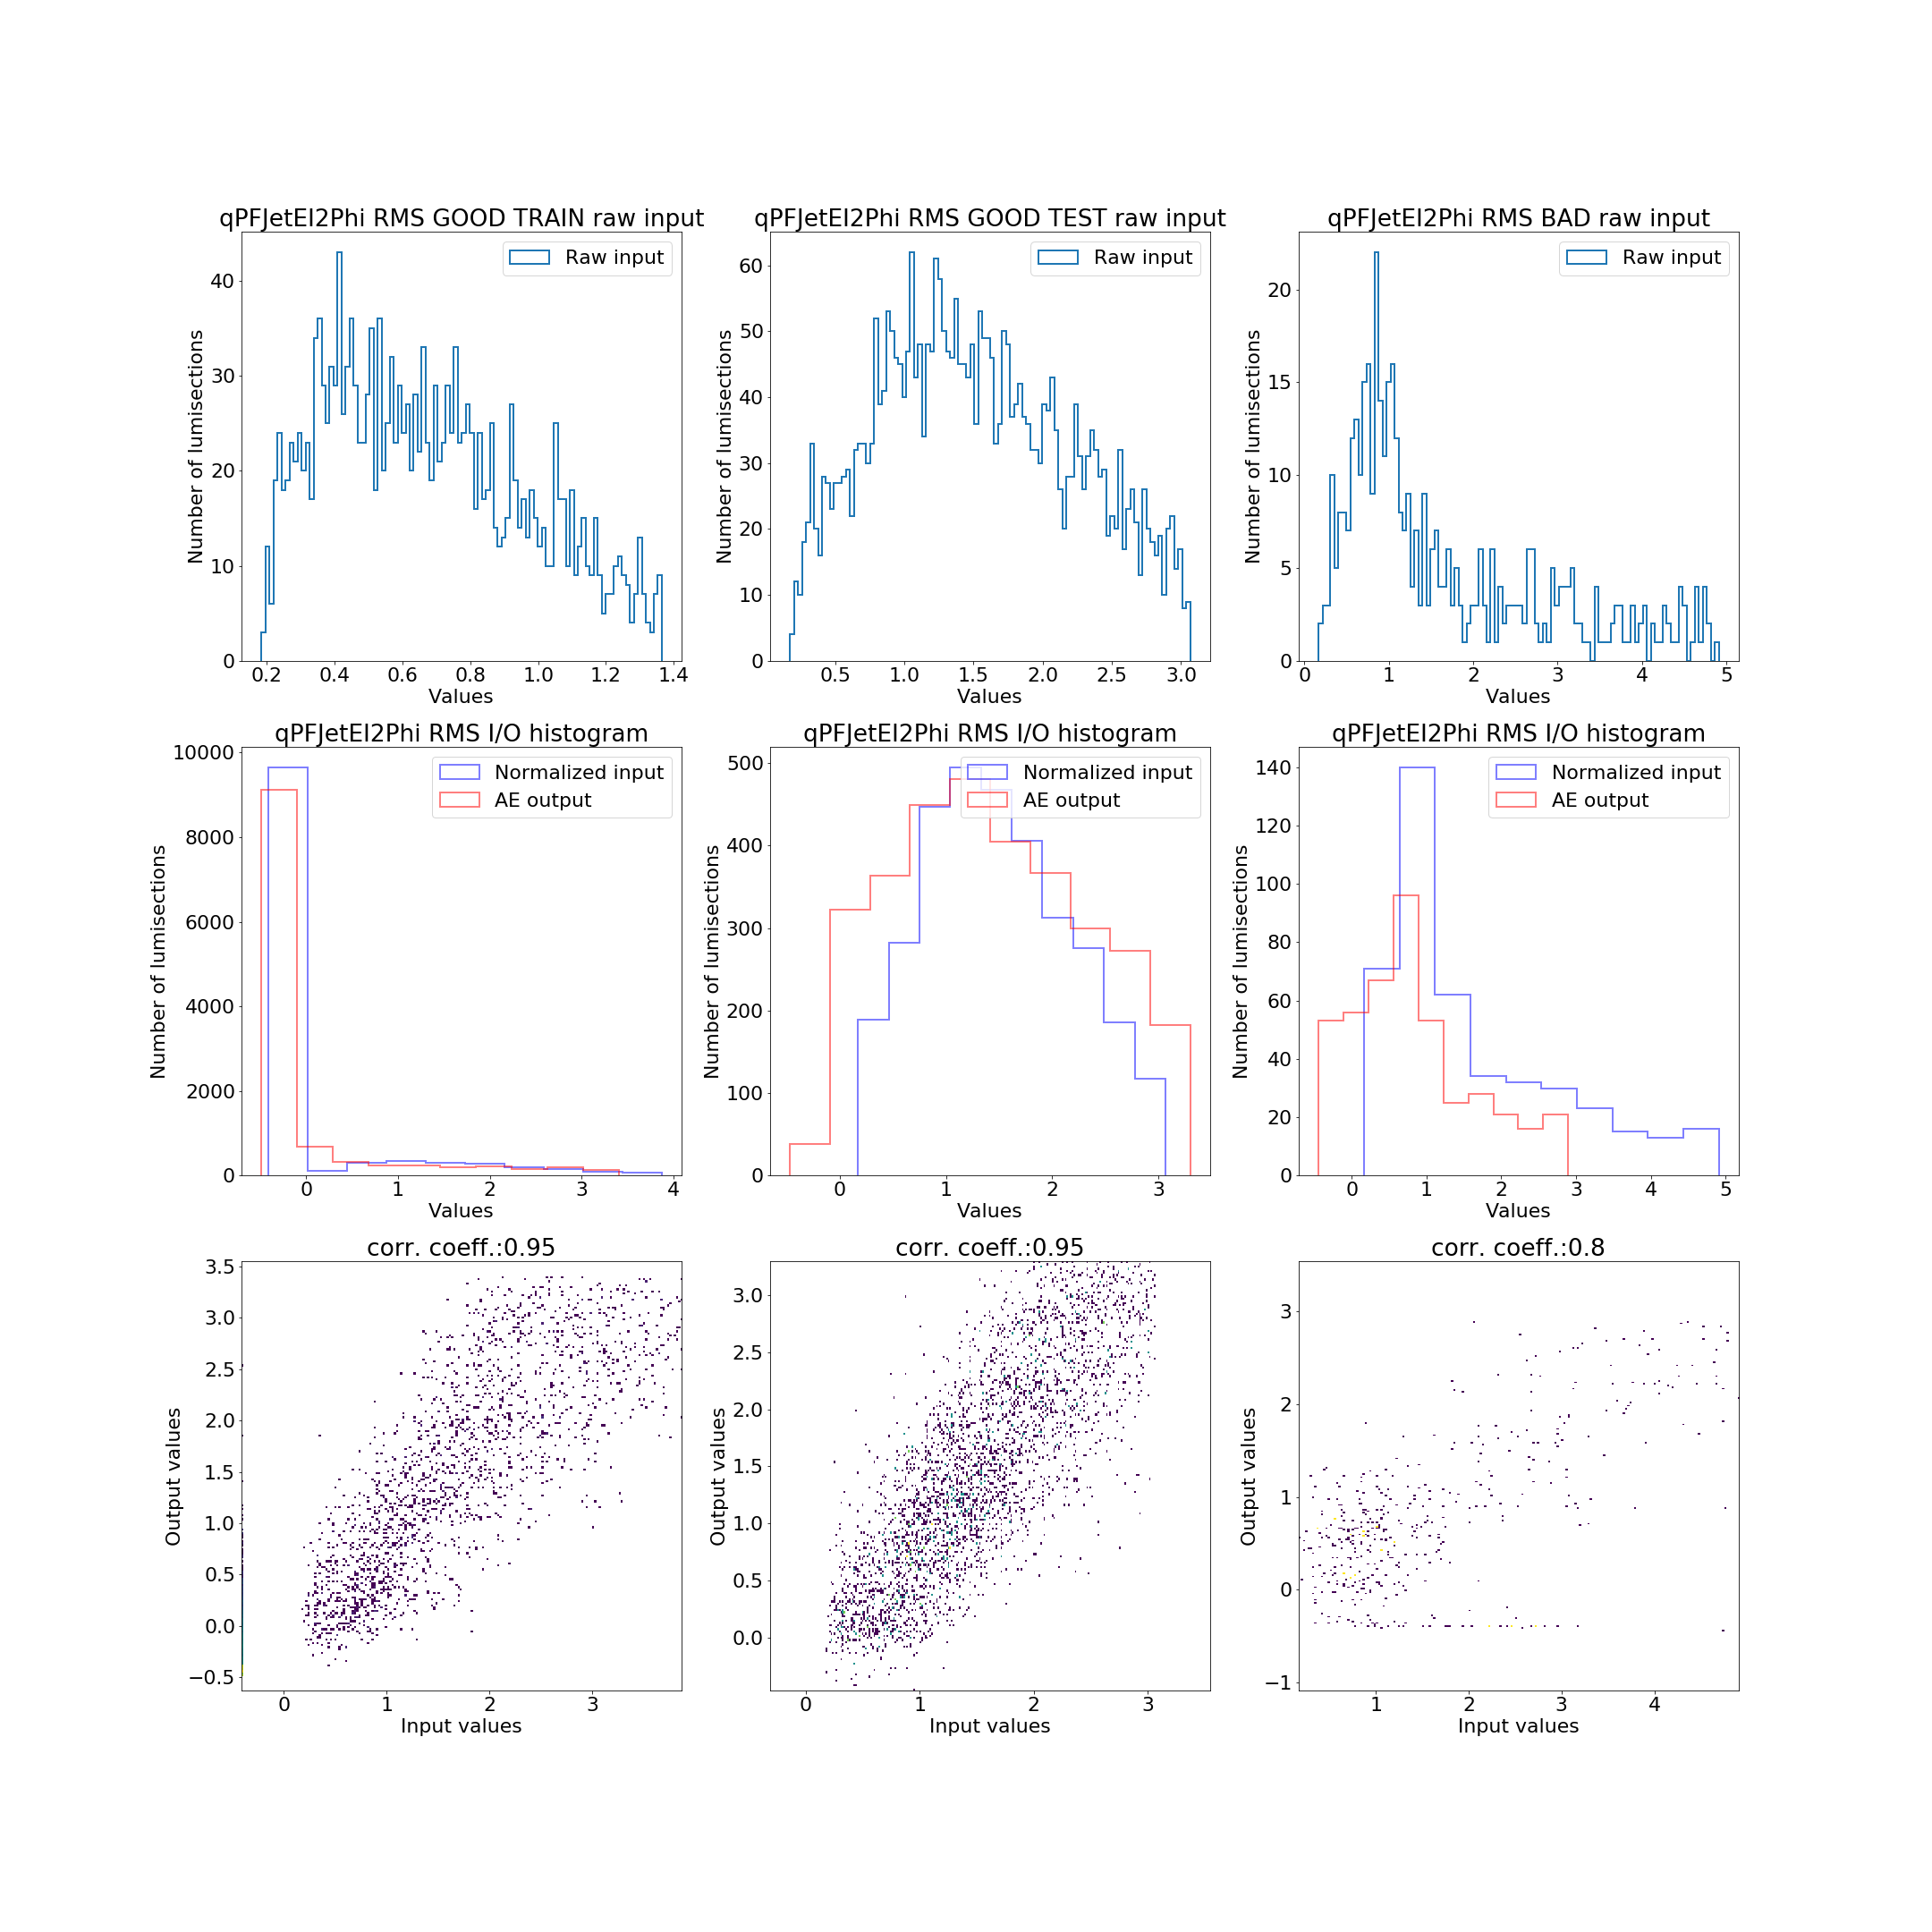 qPFJetEI2Phi RMS GOOD TRAIN raw input
qPFJetEI2Phi RMS GOOD TEST raw input
qPFJetEI2Phi RMS BAD raw input
Raw input
Raw input
Raw input
Number of lumisections
Number of lumisections
Number of lumisections
40
30
20
10
0
60
50
40
30
20
10
0
20
15
10
5
0
0.2 0.4 0.6 0.8 1.0 1.2 1.4
0.5 1.0 1.5 2.0 2.5 3.0
0 1 2 3 4 5
Values
Values
Values
qPFJetEI2Phi RMS I/O histogram
qPFJetEI2Phi RMS I/O histogram
qPFJetEI2Phi RMS I/O histogram
Normalized input
AE output
Normalized input
AE output
Normalized input
AE output
Number of lumisections
Number of lumisections
Number of lumisections
10000
8000
6000
4000
2000
0
500
400
300
200
100
0
140
120
100
80
60
40
20
0
0 1 2 3 4
0 1 2 3
0 1 2 3 4 5
Values
Values
Values
corr. coeff.:0.95
corr. coeff.:0.95
corr. coeff.:0.8
Output values
Output values
Output values
3.5
3.0
2.5
2.0
1.5
1.0
0.5
0.0
−0.5
3.0
2.5
2.0
1.5
1.0
0.5
0.0
3
2
1
0
−1
0 1 2 3
0 1 2 3
1 2 3 4
Input values
Input values
Input values